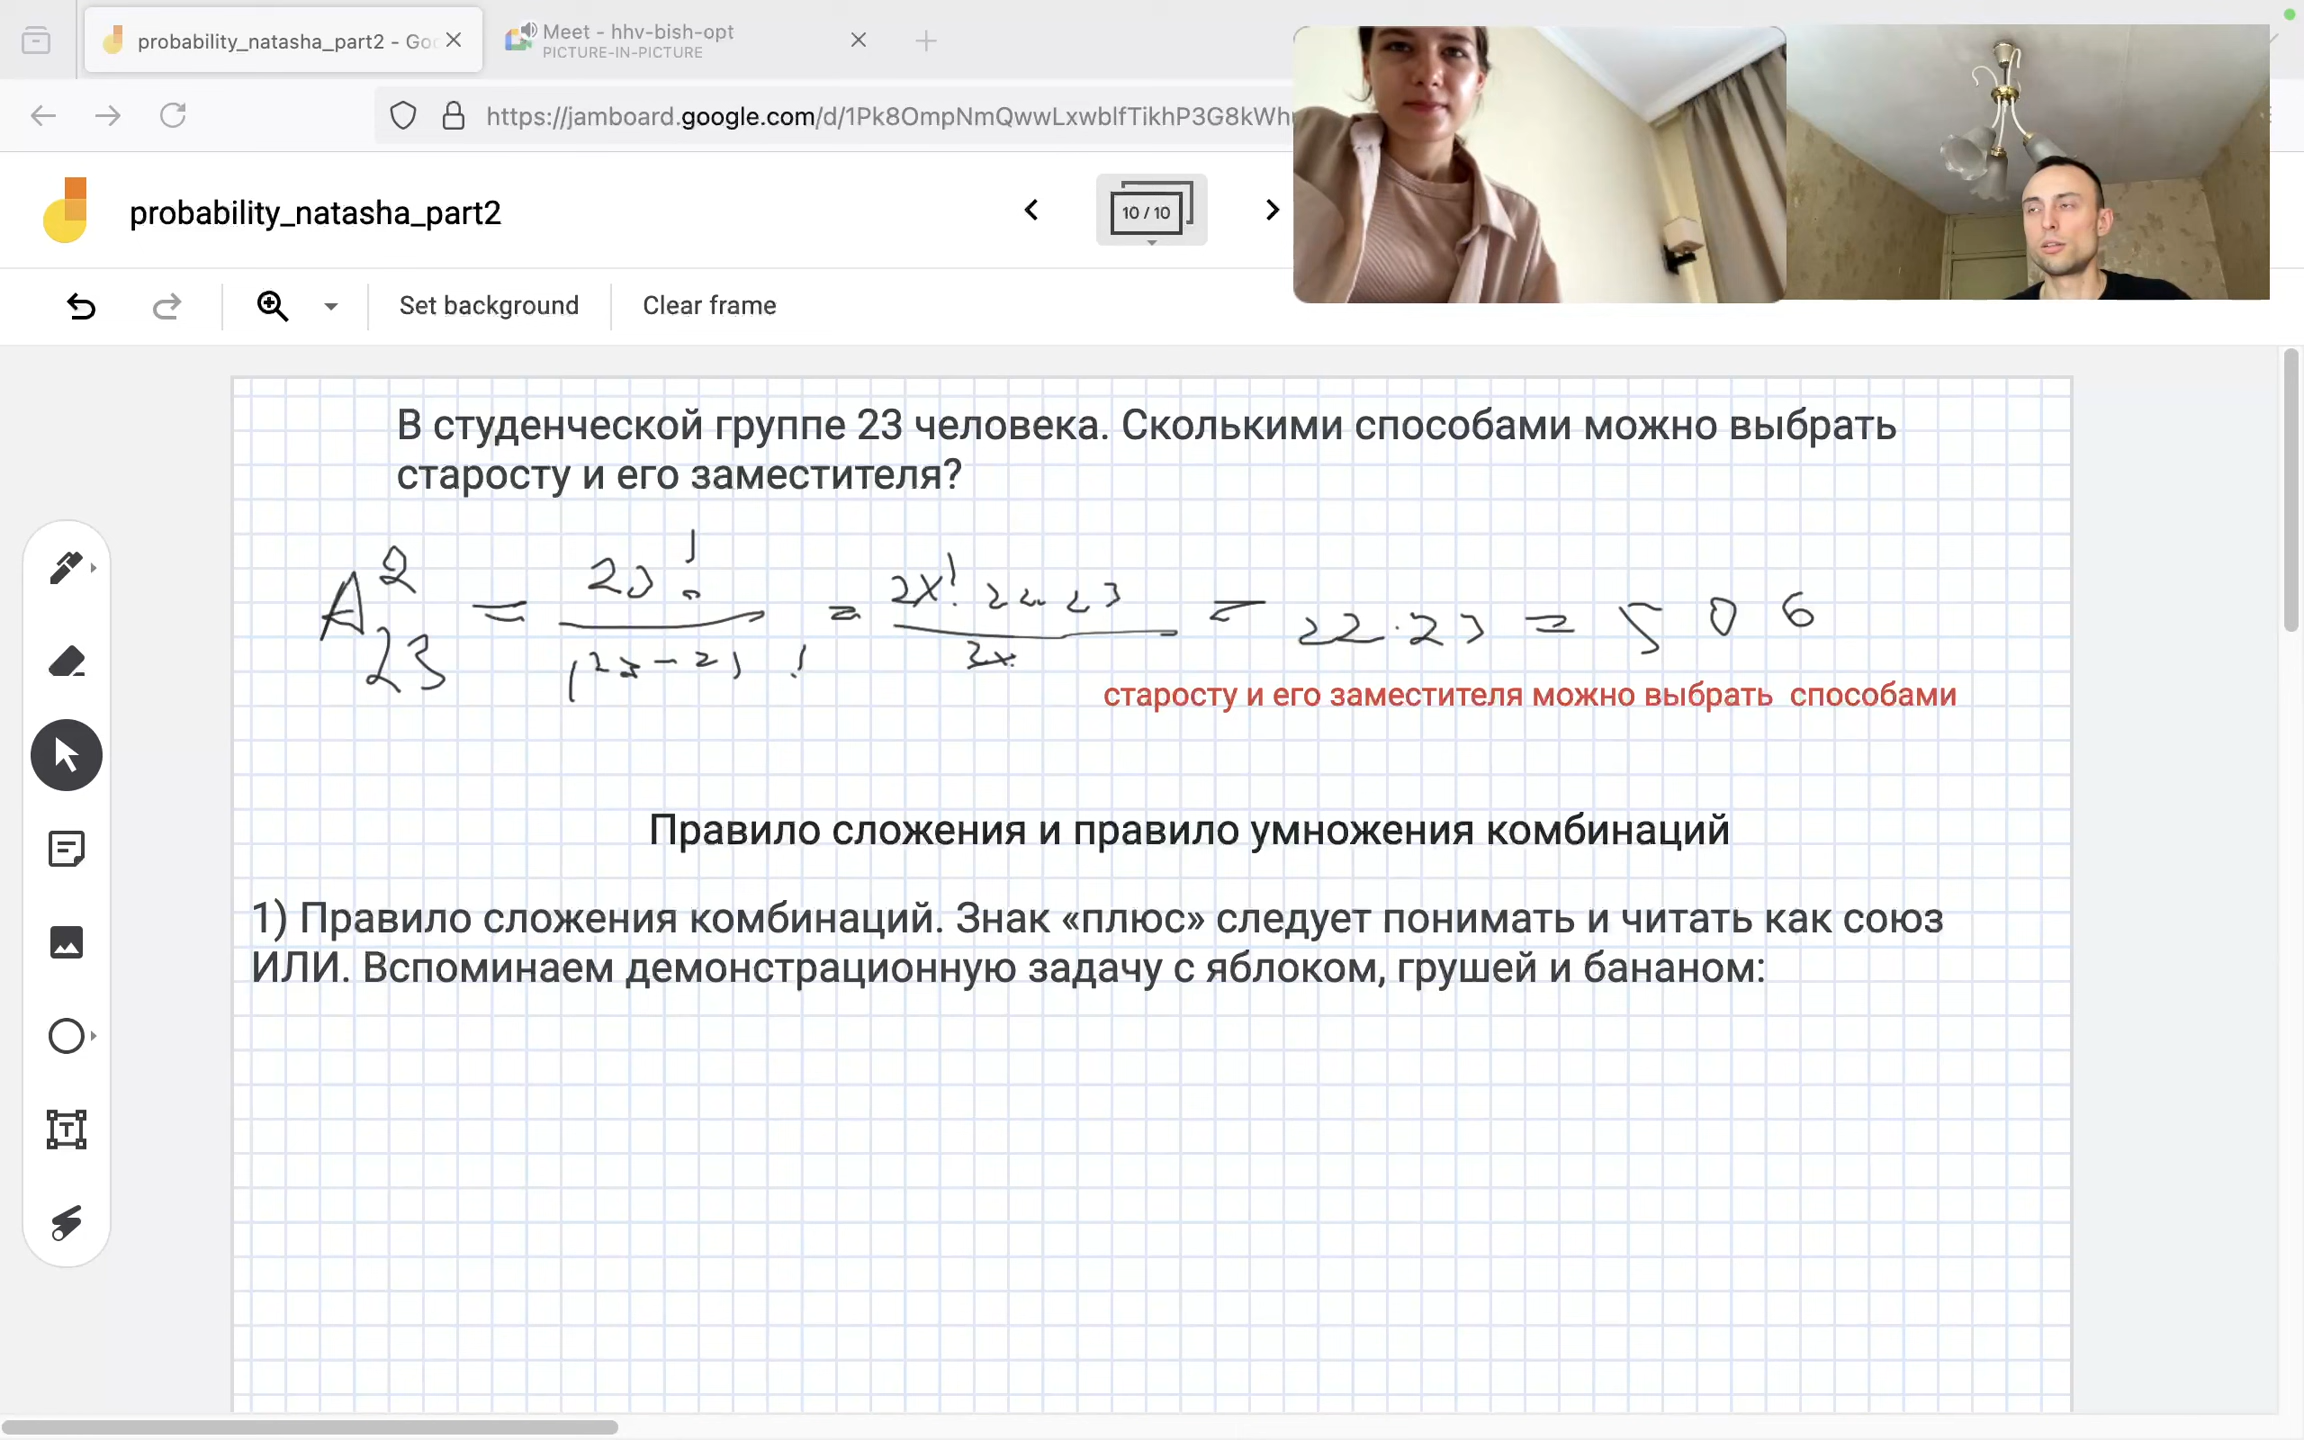 probability_natasha_part2 - Goo
Meet - hhv-bish-opt
PICTURE-IN-PICTURE
https://jamboard.google.com/d/1Pk8OmpNmQwwLxwblfTikhP3G8kWh
probability_natasha_part2
10 / 10
Set background
Clear frame
В студенческой группе 23 человека. Сколькими способами можно выбрать
старосту и его заместителя?
A 2 23 = 23! / (23 - 2)! = 2x! 22 23 / 2x! = 22 · 23 = 506
старосту и его заместителя можно выбрать способами
Правило сложения и правило умножения комбинаций
1) Правило сложения комбинаций. Знак «плюс» следует понимать и читать как союз
ИЛИ. Вспоминаем демонстрационную задачу с яблоком, грушей и бананом: